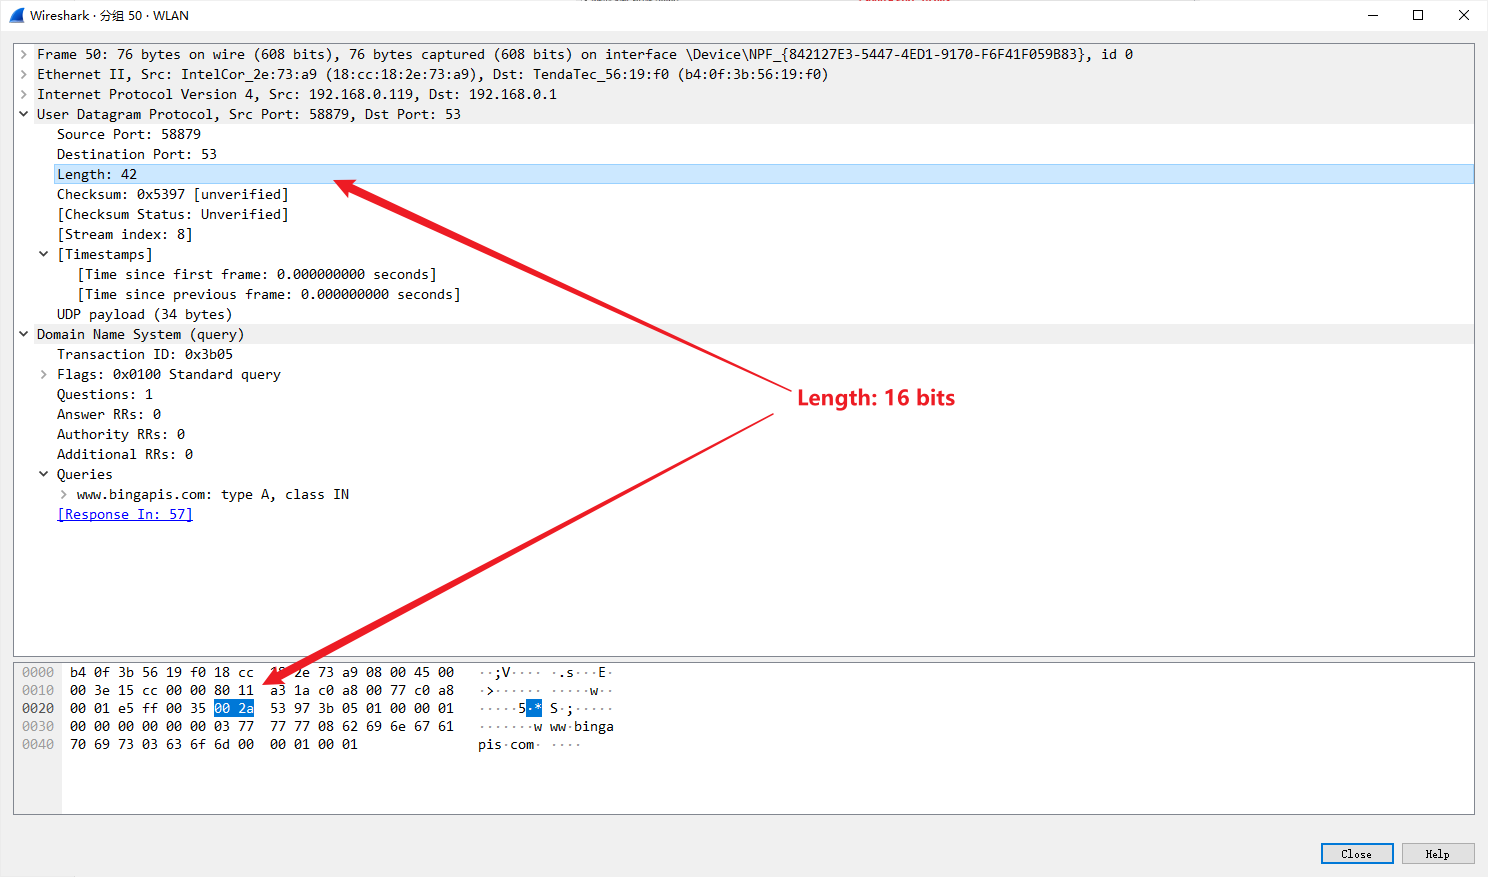 Wireshark · 分组 50 · WLAN
Frame 50: 76 bytes on wire (608 bits), 76 bytes captured (608 bits) on interface \Device\NPF_{842127E3-5447-4ED1-9170-F6F41F059B83}, id 0
Ethernet II, Src: IntelCor_2e:73:a9 (18:cc:18:2e:73:a9), Dst: TendaTec_56:19:f0 (b4:0f:3b:56:19:f0)
Internet Protocol Version 4, Src: 192.168.0.119, Dst: 192.168.0.1
User Datagram Protocol, Src Port: 58879, Dst Port: 53
Source Port: 58879
Destination Port: 53
Length: 42
Checksum: 0x5397 [unverified]
[Checksum Status: Unverified]
[Stream index: 8]
[Timestamps]
[Time since first frame: 0.000000000 seconds]
[Time since previous frame: 0.000000000 seconds]
UDP payload (34 bytes)
Domain Name System (query)
Transaction ID: 0x3b05
Flags: 0x0100 Standard query
Questions: 1
Length: 16 bits
Answer RRs: 0
Authority RRs: 0
Additional RRs: 0
Queries
www.bingapis.com: type A, class IN
[Response In: 57]
0000 b4 0f 3b 56 19 f0 18 cc 2e 73 a9 08 00 45 00 ··;V···· ·.s···E·
0010 00 3e 15 cc 00 00 80 11 a3 1a c0 a8 00 77 c0 a8 ·>······ ·····w··
0020 00 01 e5 ff 00 35 00 2a 53 97 3b 05 01 00 00 01 ·····5·* S·;·····
0030 00 00 00 00 00 00 03 77 77 77 08 62 69 6e 67 61 ·······w ww·binga
0040 70 69 73 03 63 6f 6d 00 00 01 00 01 pis·com· ····
Close Help